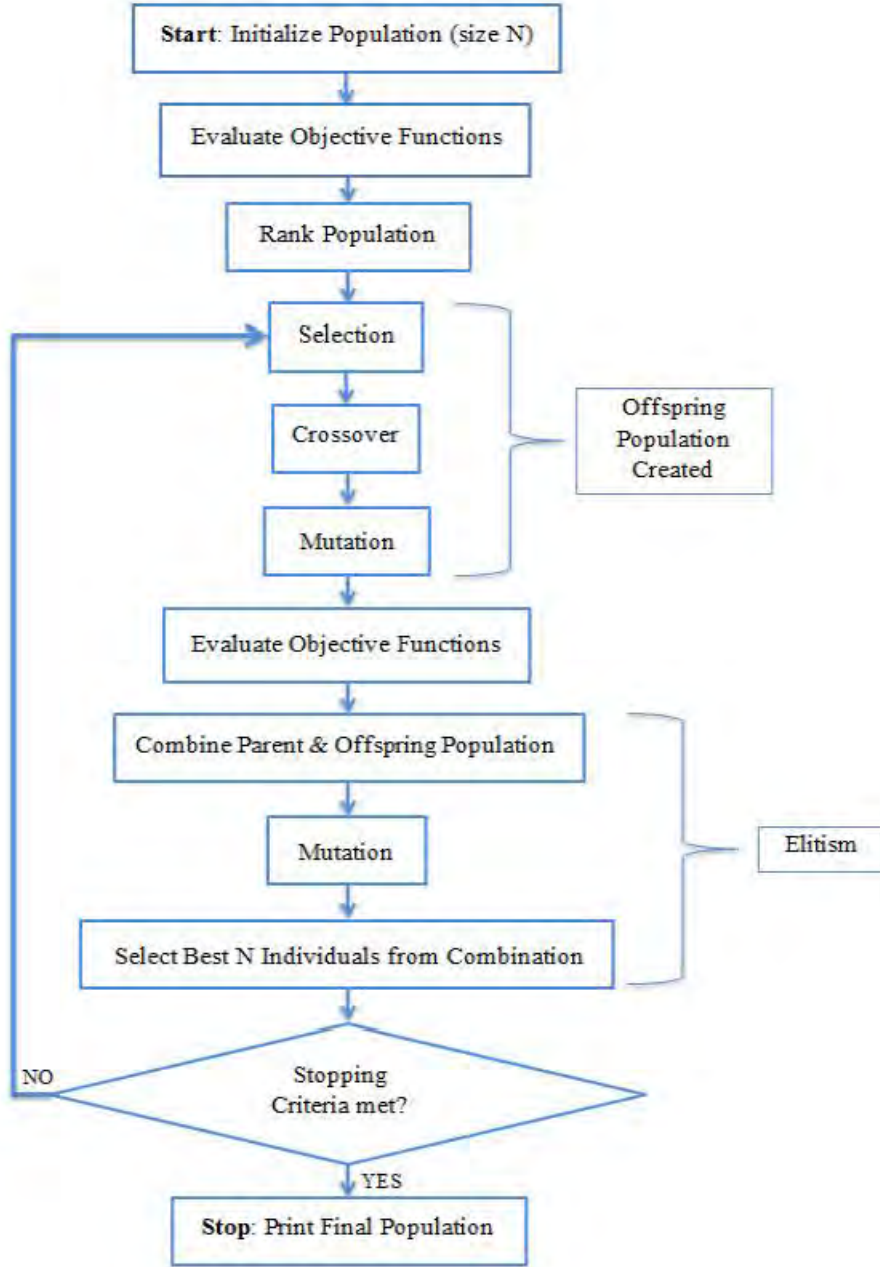 Start: Initialize Population (size N)
Evaluate Objective Functions
Rank Population
Selection
Crossover
Mutation
Offspring
Population
Created
Evaluate Objective Functions
Combine Parent & Offspring Population
Mutation
Elitism
Select Best N Individuals from Combination
Stopping
Criteria met?
NO
YES
Stop: Print Final Population